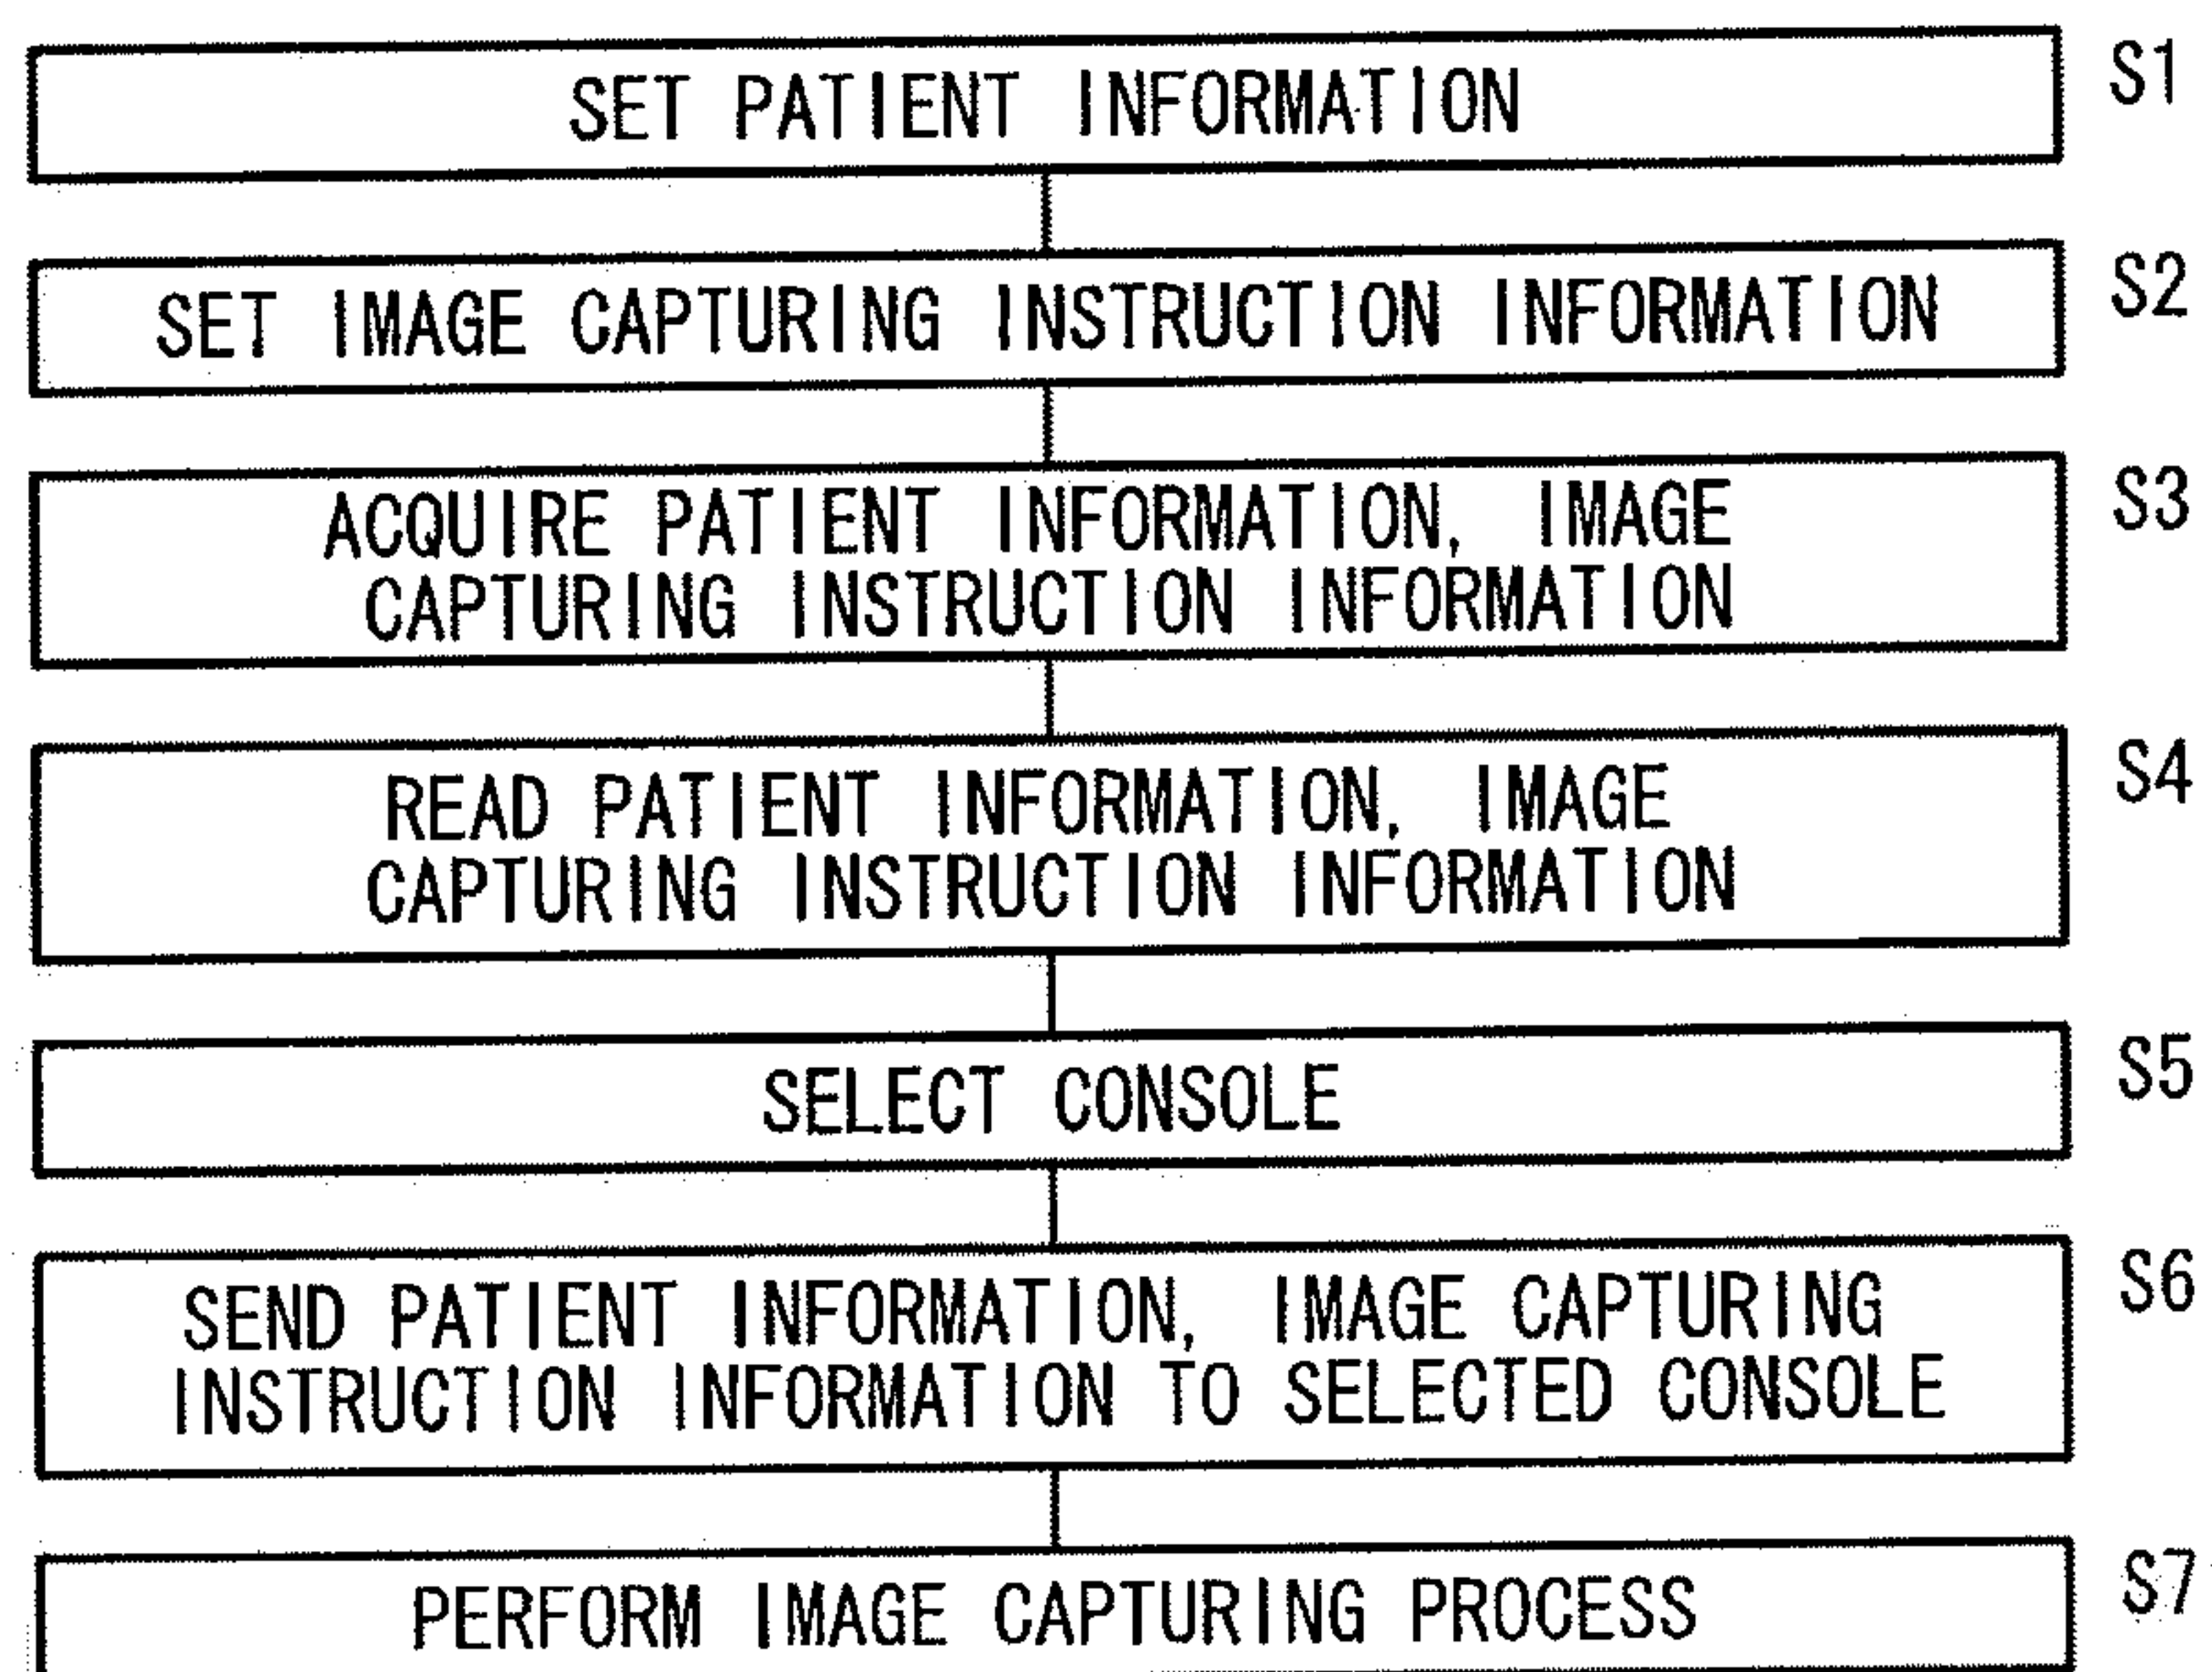 SET PATIENT INFORMATION
S1
SET IMAGE CAPTURING INSTRUCTION INFORMATION
S2
ACQUIRE PATIENT INFORMATION, IMAGE
CAPTURING INSTRUCTION INFORMATION
S3
READ PATIENT INFORMATION, IMAGE
CAPTURING INSTRUCTION INFORMATION
S4
SELECT CONSOLE
S5
SEND PATIENT INFORMATION, IMAGE CAPTURING
INSTRUCTION INFORMATION TO SELECTED CONSOLE
S6
PERFORM IMAGE CAPTURING PROCESS
S7